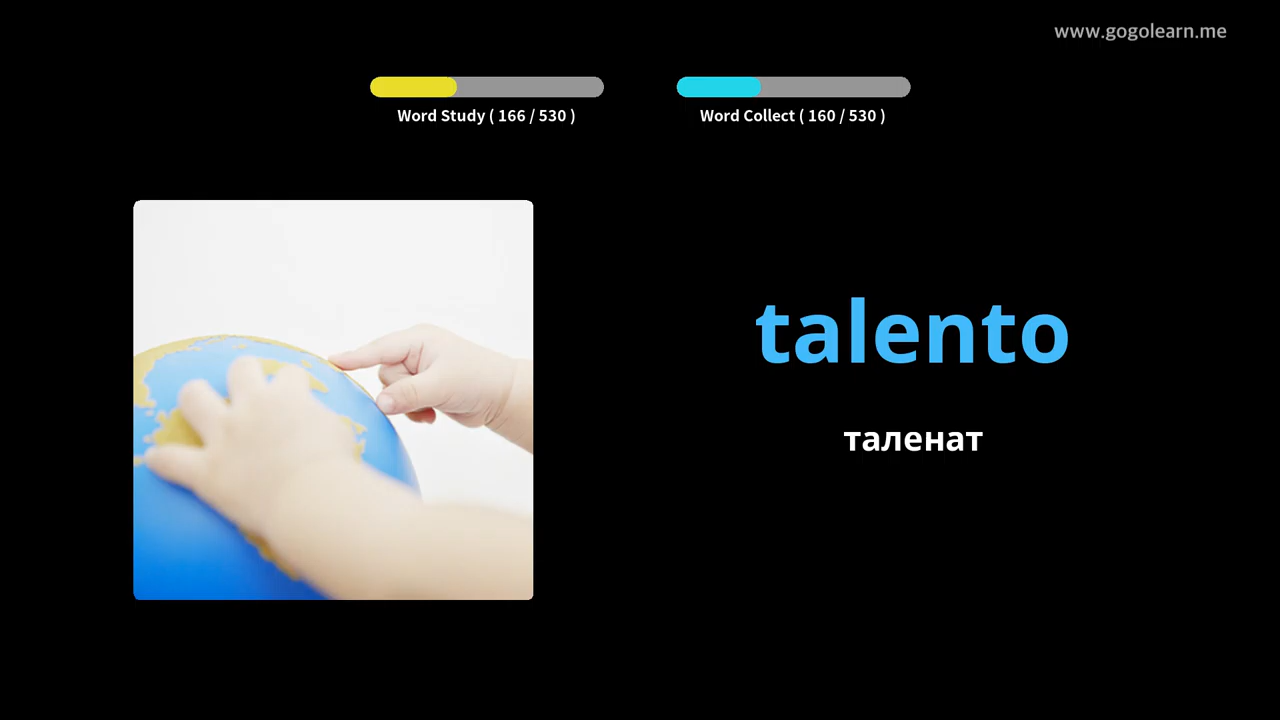 www.gogolearn.me
Word Study ( 166 / 530 )
Word Collect ( 160 / 530 )
talento
таленат